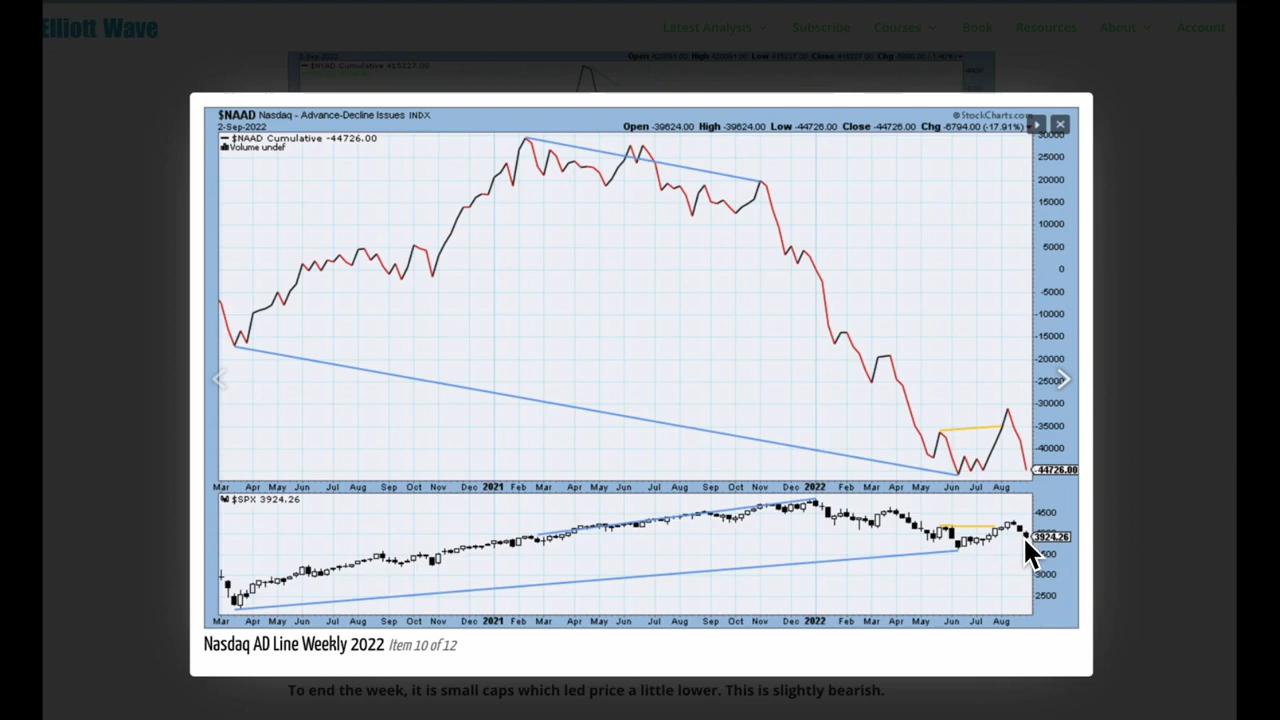 Elliott Wave
Latest Analysis Subscribe Courses Book Resources About Account
$NYAD Cumulative 415227.00
$NAAD Nasdaq - Advance-Decline Issues INDX
© StockCharts.com
2-Sep-2022
Open -39624.00 High -39624.00 Low -44726.00 Close -44726.00 Chg -6794.00 (-17.91%)
$NAAD Cumulative -44726.00
Volume undef
30000
25000
20000
15000
10000
5000
0
-5000
-10000
-15000
-20000
-25000
-30000
-35000
-40000
-44726.00
Mar Apr May Jun Jul Aug Sep Oct Nov Dec 2021 Feb Mar Apr May Jun Jul Aug Sep Oct Nov Dec 2022 Feb Mar Apr May Jun Jul Aug
$SPX 3924.26
4500
3924.26
3000
2500
Mar Apr May Jun Jul Aug Sep Oct Nov Dec 2021 Feb Mar Apr May Jun Jul Aug Sep Oct Nov Dec 2022 Feb Mar Apr May Jun Jul Aug
Nasdaq AD Line Weekly 2022 Item 10 of 12
To end the week, it is small caps which led price a little lower. This is slightly bearish.